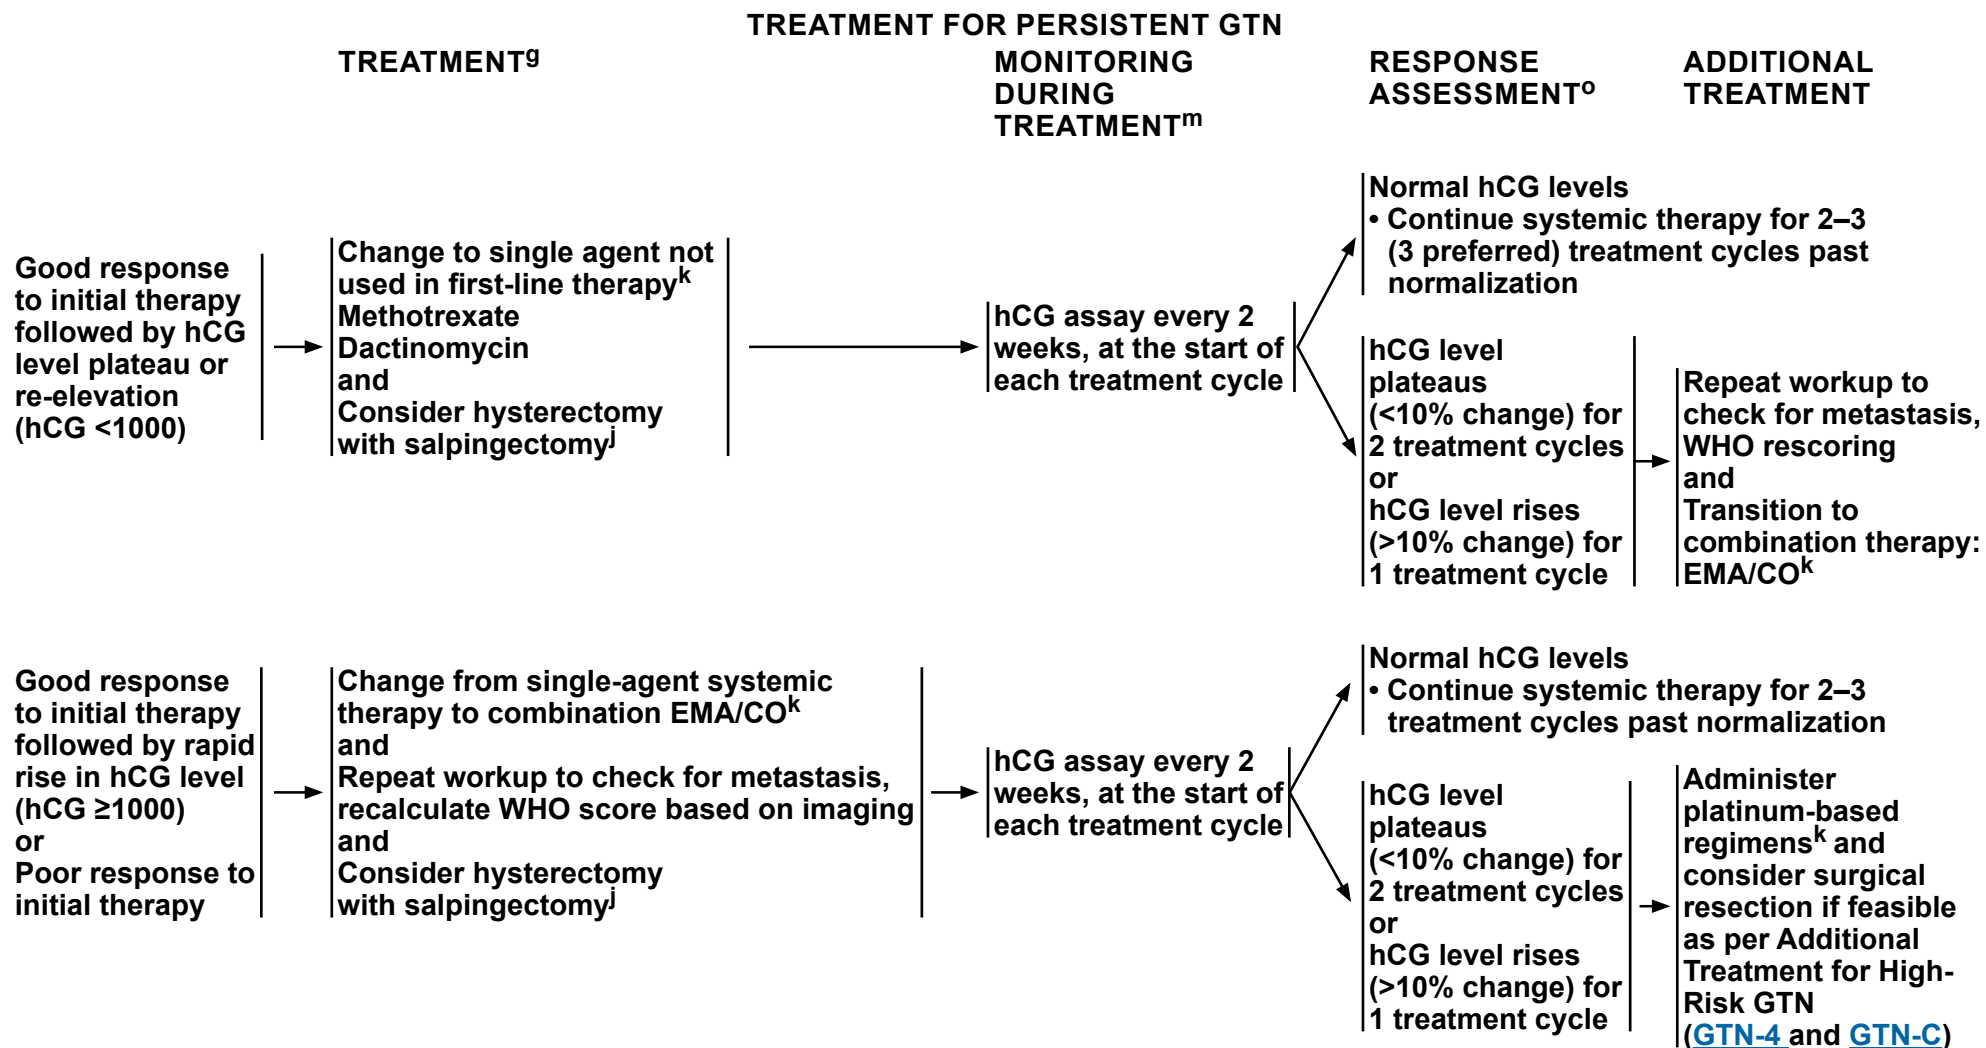 TREATMENT FOR PERSISTENT GTN
TREATMENTg
MONITORING
DURING
TREATMENTm
RESPONSE
ASSESSMENTo
ADDITIONAL
TREATMENT
Good response
to initial therapy
followed by hCG
level plateau or
re-elevation
(hCG <1000)
Change to single agent not
used in first-line therapyk
Methotrexate
Dactinomycin
and
Consider hysterectomy
with salpingectomyj
hCG assay every 2
weeks, at the start of
each treatment cycle
Normal hCG levels
• Continue systemic therapy for 2–3
(3 preferred) treatment cycles past
normalization
hCG level
plateaus
(<10% change) for
2 treatment cycles
or
hCG level rises
(>10% change) for
1 treatment cycle
Repeat workup to
check for metastasis,
WHO rescoring
and
Transition to
combination therapy:
EMA/COk
Good response
to initial therapy
followed by rapid
rise in hCG level
(hCG ≥1000)
or
Poor response to
initial therapy
Change from single-agent systemic
therapy to combination EMA/COk
and
Repeat workup to check for metastasis,
recalculate WHO score based on imaging
and
Consider hysterectomy
with salpingectomyj
hCG assay every 2
weeks, at the start of
each treatment cycle
Normal hCG levels
• Continue systemic therapy for 2–3
treatment cycles past normalization
hCG level
plateaus
(<10% change) for
2 treatment cycles
or
hCG level rises
(>10% change) for
1 treatment cycle
Administer
platinum-based
regimensk and
consider surgical
resection if feasible
as per Additional
Treatment for High-
Risk GTN
(GTN-4 and GTN-C)